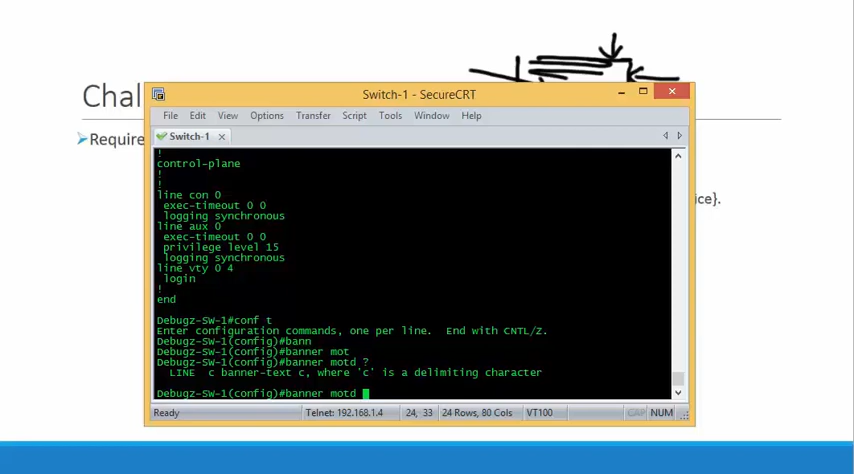 Chal
Require
ice}.
Switch-1 - SecureCRT
File Edit View Options Transfer Script Tools Window Help
Switch-1
!
control-plane
!
!
line con 0
 exec-timeout 0 0
 logging synchronous
line aux 0
 exec-timeout 0 0
 privilege level 15
 logging synchronous
line vty 0 4
 login
!
end
Debugz-SW-1#conf t
Enter configuration commands, one per line.  End with CNTL/Z.
Debugz-SW-1(config)#bann
Debugz-SW-1(config)#banner mot
Debugz-SW-1(config)#banner motd ?
  LINE  c banner-text c, where 'c' is a delimiting character
Debugz-SW-1(config)#banner motd
Ready Telnet: 192.168.1.4 24, 33 24 Rows, 80 Cols VT100 CAP NUM